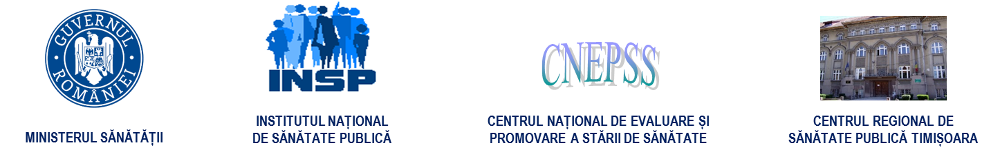 GUVERNUL ROMÂNIEI
MINISTERUL SĂNĂTĂȚII
INSP
INSTITUTUL NAȚIONAL
DE SĂNĂTATE PUBLICĂ
CNEPSS
CENTRUL NAȚIONAL DE EVALUARE ȘI
PROMOVARE A STĂRII DE SĂNĂTATE
CENTRUL REGIONAL DE
SĂNĂTATE PUBLICĂ TIMIȘOARA